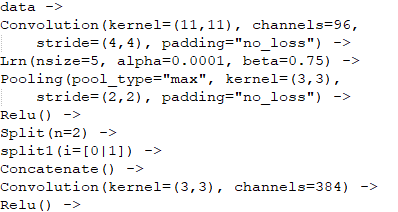 data ->
Convolution(kernel=(11,11), channels=96,
stride=(4,4), padding="no_loss") ->
Lrn(nsize=5, alpha=0.0001, beta=0.75) ->
Pooling(pool_type="max", kernel=(3,3),
stride=(2,2), padding="no_loss") ->
Relu() ->
Split(n=2) ->
split1(i=[0|1]) ->
Concatenate() ->
Convolution(kernel=(3,3), channels=384) ->
Relu() ->